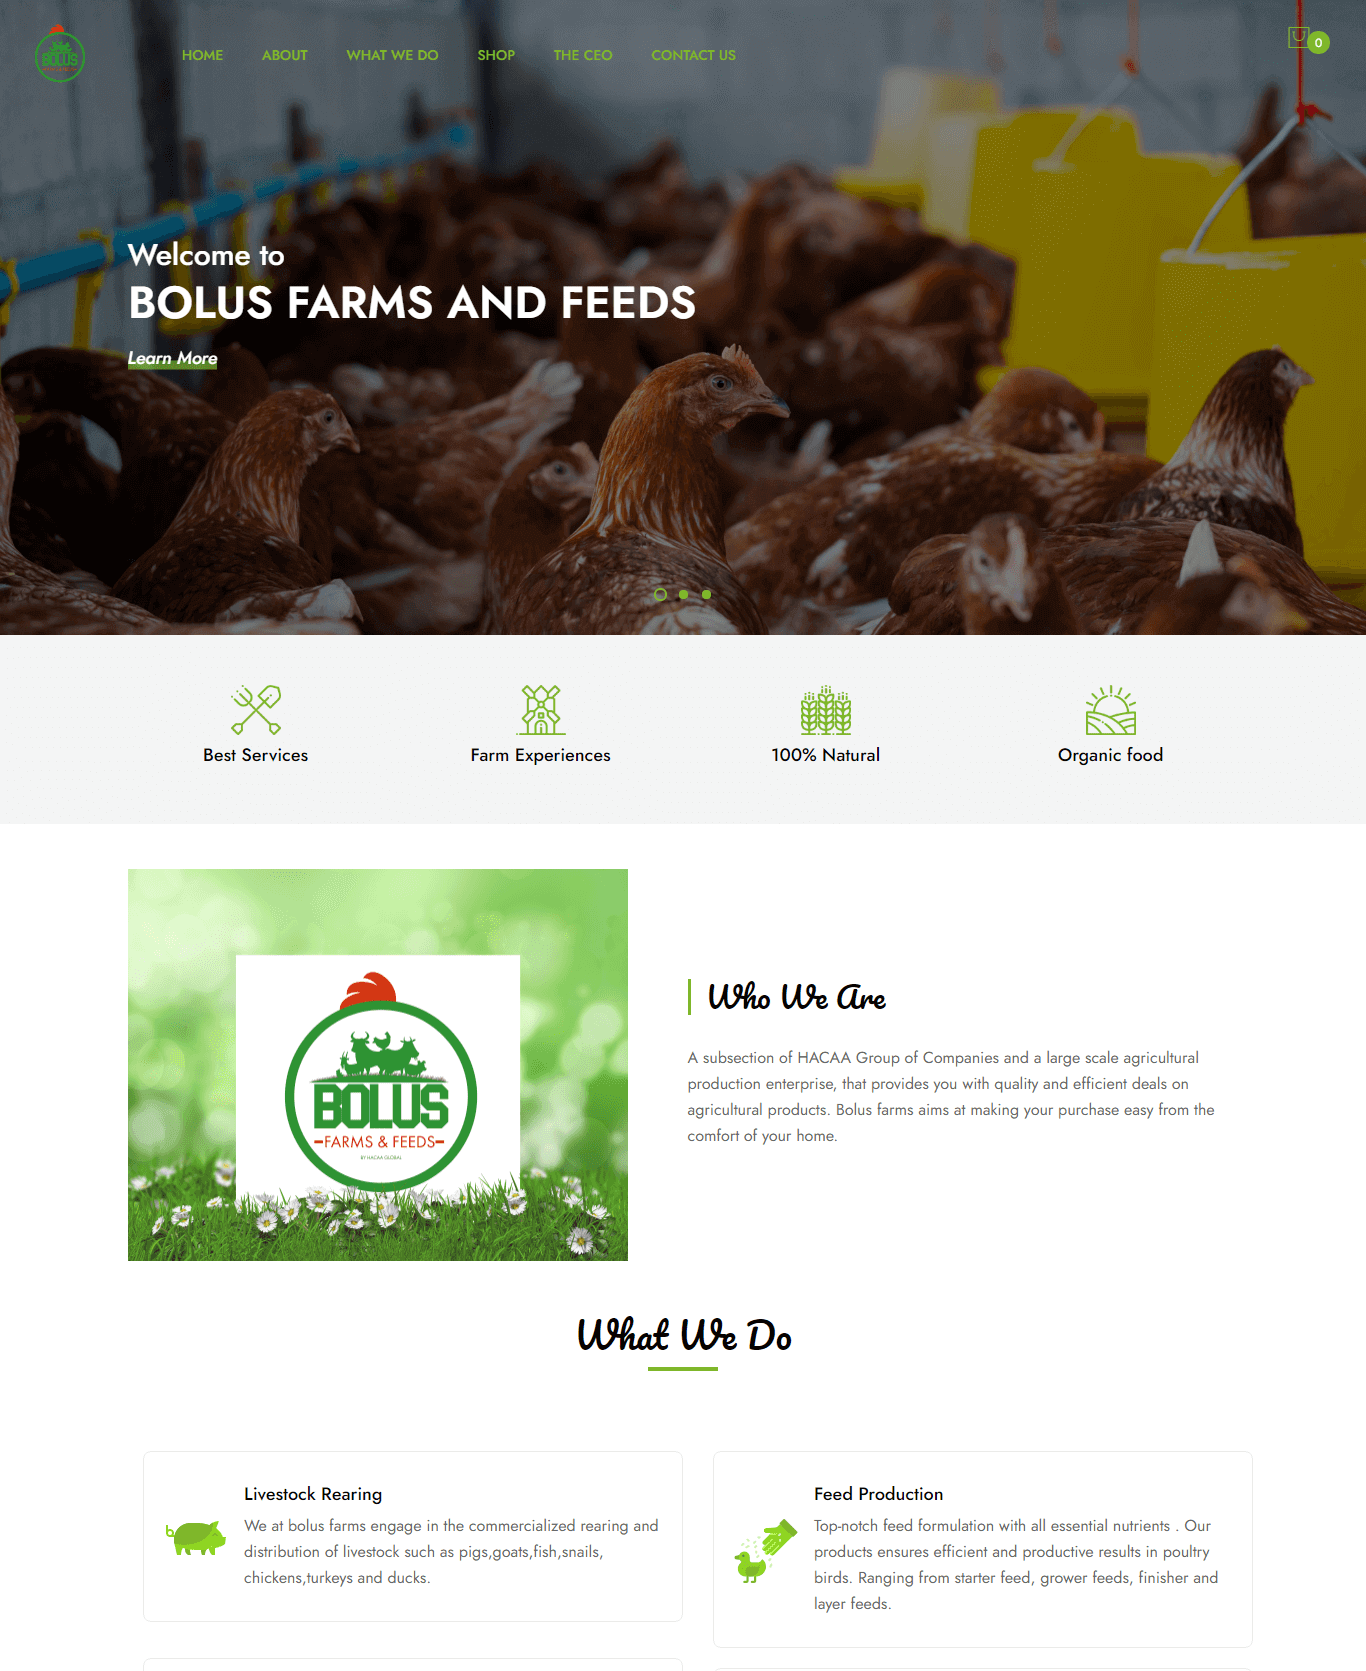 BOLUS
HOME
ABOUT
WHAT WE DO
SHOP
THE CEO
CONTACT US
0
Welcome to
BOLUS FARMS AND FEEDS
Learn More
Best Services
Farm Experiences
100% Natural
Organic food
BOLUS
FARMS & FEEDS
BY HACAA GLOBAL
Who We Are
A subsection of HACAA Group of Companies and a large scale agricultural
production enterprise, that provides you with quality and efficient deals on
agricultural products. Bolus farms aims at making your purchase easy from the
comfort of your home.
What We Do
Livestock Rearing
We at bolus farms engage in the commercialized rearing and
distribution of livestock such as pigs,goats,fish,snails,
chickens,turkeys and ducks.
Feed Production
Top-notch feed formulation with all essential nutrients . Our
products ensures efficient and productive results in poultry
birds. Ranging from starter feed, grower feeds, finisher and
layer feeds.